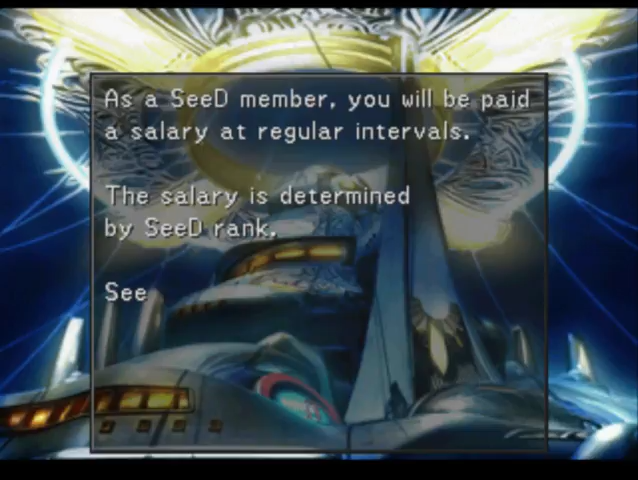 As a SeeD member, you will be paid
a salary at regular intervals.
The salary is determined
by SeeD rank.
See